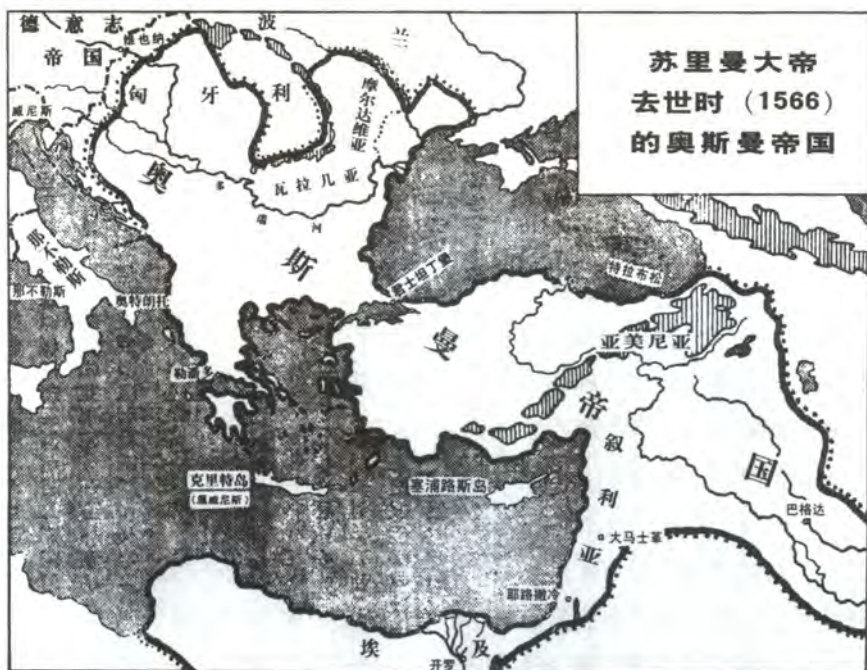 苏里曼大帝
去世时（1566）
的奥斯曼帝国
德意志
帝国
维也纳
波兰
匈牙利
摩尔达维亚
威尼斯
瓦拉几亚
多瑙河
奥斯曼帝国
那不勒斯
那不勒斯
奥特朗托
君士坦丁堡
特拉布松
亚美尼亚
勒潘多
克里特岛
(属威尼斯)
塞浦路斯岛
叙利亚
巴格达
大马士革
耶路撒冷
埃及
开罗